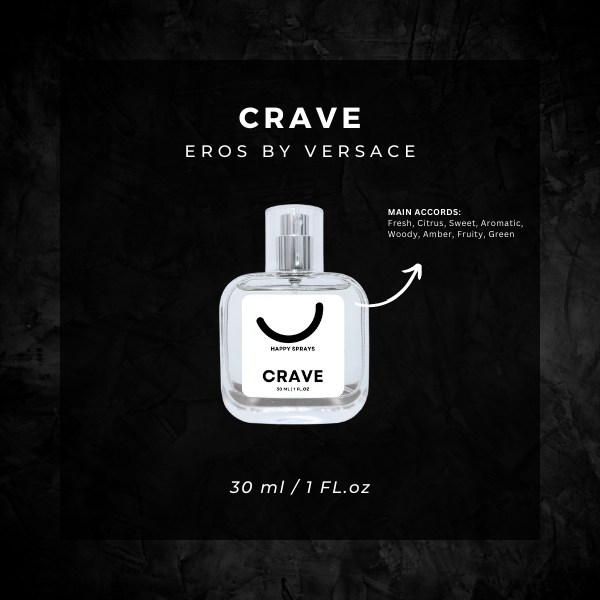 CRAVE
EROS BY VERSACE
MAIN ACCORDS:
Fresh, Citrus, Sweet, Aromatic,
Woody, Amber, Fruity, Green
HAPPY SPRAYS
CRAVE
30 ML | 1 FL.OZ
30 ml / 1 FL.oz